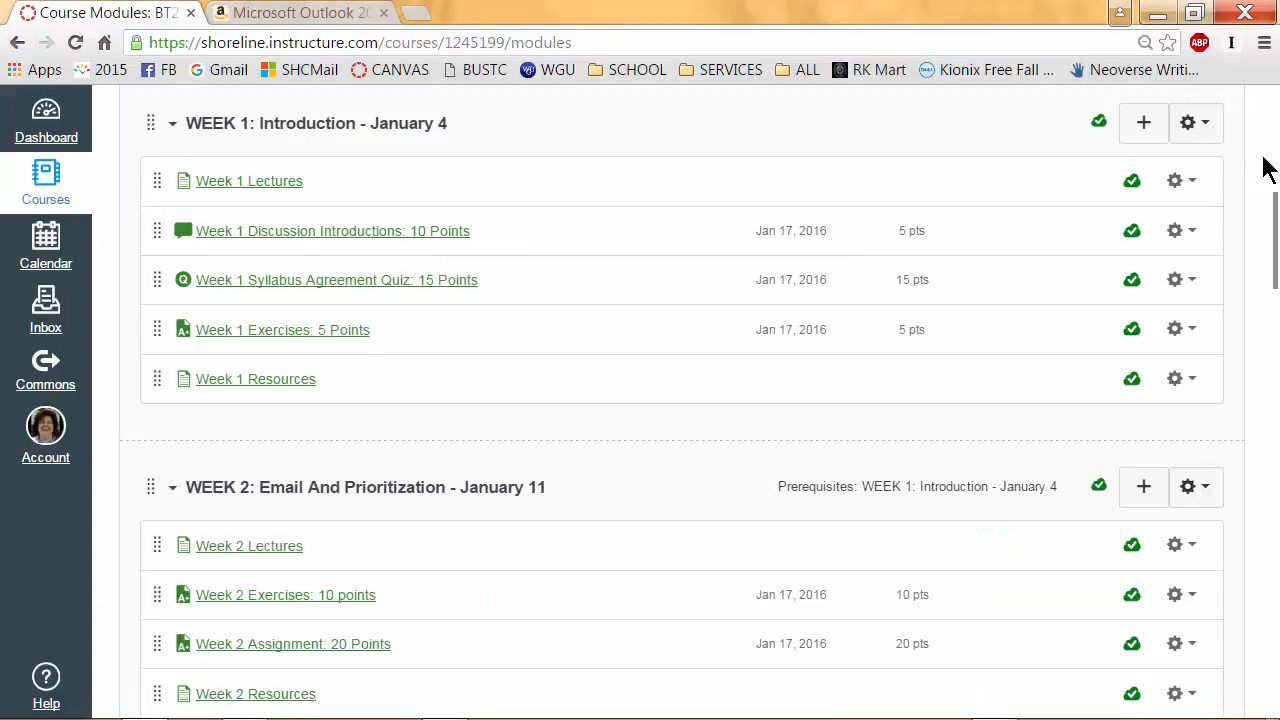 Course Modules: BT2
Microsoft Outlook 20
https://shoreline.instructure.com/courses/1245199/modules
ABP
I
Apps
2015
FB
Gmail
SHCMail
CANVAS
BUSTC
WGU
SCHOOL
SERVICES
ALL
RK Mart
Kionix Free Fall ...
Neoverse Writi...
Dashboard
Courses
Calendar
Inbox
Commons
Account
Help
WEEK 1: Introduction - January 4
Week 1 Lectures
Week 1 Discussion Introductions: 10 Points Jan 17, 2016 5 pts
Week 1 Syllabus Agreement Quiz: 15 Points Jan 17, 2016 15 pts
Week 1 Exercises: 5 Points Jan 17, 2016 5 pts
Week 1 Resources
WEEK 2: Email And Prioritization - January 11 Prerequisites: WEEK 1: Introduction - January 4
Week 2 Lectures
Week 2 Exercises: 10 points Jan 17, 2016 10 pts
Week 2 Assignment: 20 Points Jan 17, 2016 20 pts
Week 2 Resources